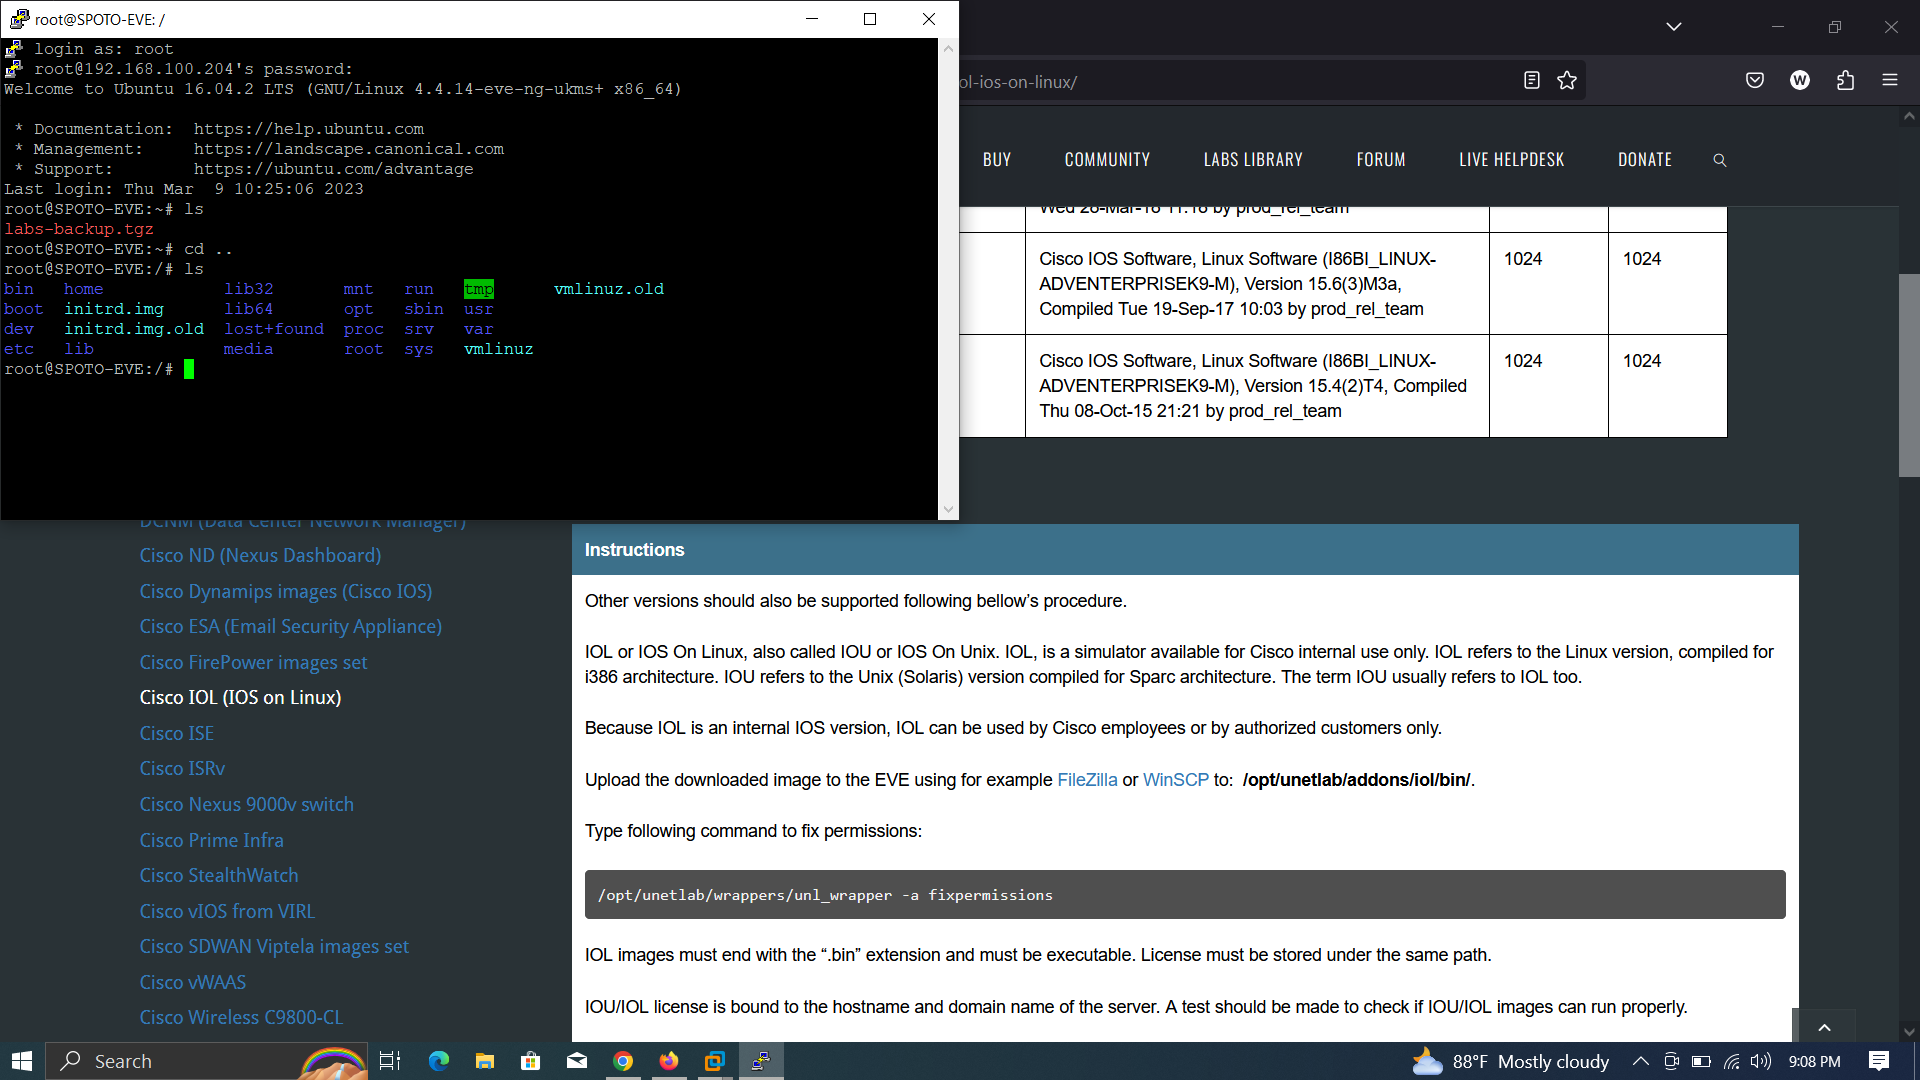 root@SPOTO-EVE: /
login as: root
root@192.168.100.204's password:
Welcome to Ubuntu 16.04.2 LTS (GNU/Linux 4.4.14-eve-ng-ukms+ x86_64)
* Documentation:  https://help.ubuntu.com
* Management:     https://landscape.canonical.com
* Support:        https://ubuntu.com/advantage
Last login: Thu Mar  9 10:25:06 2023
root@SPOTO-EVE:~# ls
labs-backup.tgz
root@SPOTO-EVE:~# cd ..
root@SPOTO-EVE:/# ls
bin   home            lib32       mnt   run   tmp      vmlinuz.old
boot  initrd.img      lib64       opt   sbin  usr
dev   initrd.img.old  lost+found  proc  srv   var
etc   lib             media       root  sys   vmlinuz
root@SPOTO-EVE:/#
ol-ios-on-linux/
W
BUY COMMUNITY LABS LIBRARY FORUM LIVE HELPDESK DONATE
Wed 28-Mar-18 11:18 by prod_rel_team
Cisco IOS Software, Linux Software (I86BI_LINUX- 1024 1024
ADVENTERPRISEK9-M), Version 15.6(3)M3a,
Compiled Tue 19-Sep-17 10:03 by prod_rel_team
Cisco IOS Software, Linux Software (I86BI_LINUX- 1024 1024
ADVENTERPRISEK9-M), Version 15.4(2)T4, Compiled
Thu 08-Oct-15 21:21 by prod_rel_team
DCNM (Data Center Network Manager)
Cisco ND (Nexus Dashboard)
Cisco Dynamips images (Cisco IOS)
Cisco ESA (Email Security Appliance)
Cisco FirePower images set
Cisco IOL (IOS on Linux)
Cisco ISE
Cisco ISRv
Cisco Nexus 9000v switch
Cisco Prime Infra
Cisco StealthWatch
Cisco vIOS from VIRL
Cisco SDWAN Viptela images set
Cisco vWAAS
Cisco Wireless C9800-CL
Instructions
Other versions should also be supported following bellow’s procedure.
IOL or IOS On Linux, also called IOU or IOS On Unix. IOL, is a simulator available for Cisco internal use only. IOL refers to the Linux version, compiled for
i386 architecture. IOU refers to the Unix (Solaris) version compiled for Sparc architecture. The term IOU usually refers to IOL too.
Because IOL is an internal IOS version, IOL can be used by Cisco employees or by authorized customers only.
Upload the downloaded image to the EVE using for example FileZilla or WinSCP to:  /opt/unetlab/addons/iol/bin/.
Type following command to fix permissions:
/opt/unetlab/wrappers/unl_wrapper -a fixpermissions
IOL images must end with the “.bin” extension and must be executable. License must be stored under the same path.
IOU/IOL license is bound to the hostname and domain name of the server. A test should be made to check if IOU/IOL images can run properly.
Search
88°F Mostly cloudy
9:08 PM